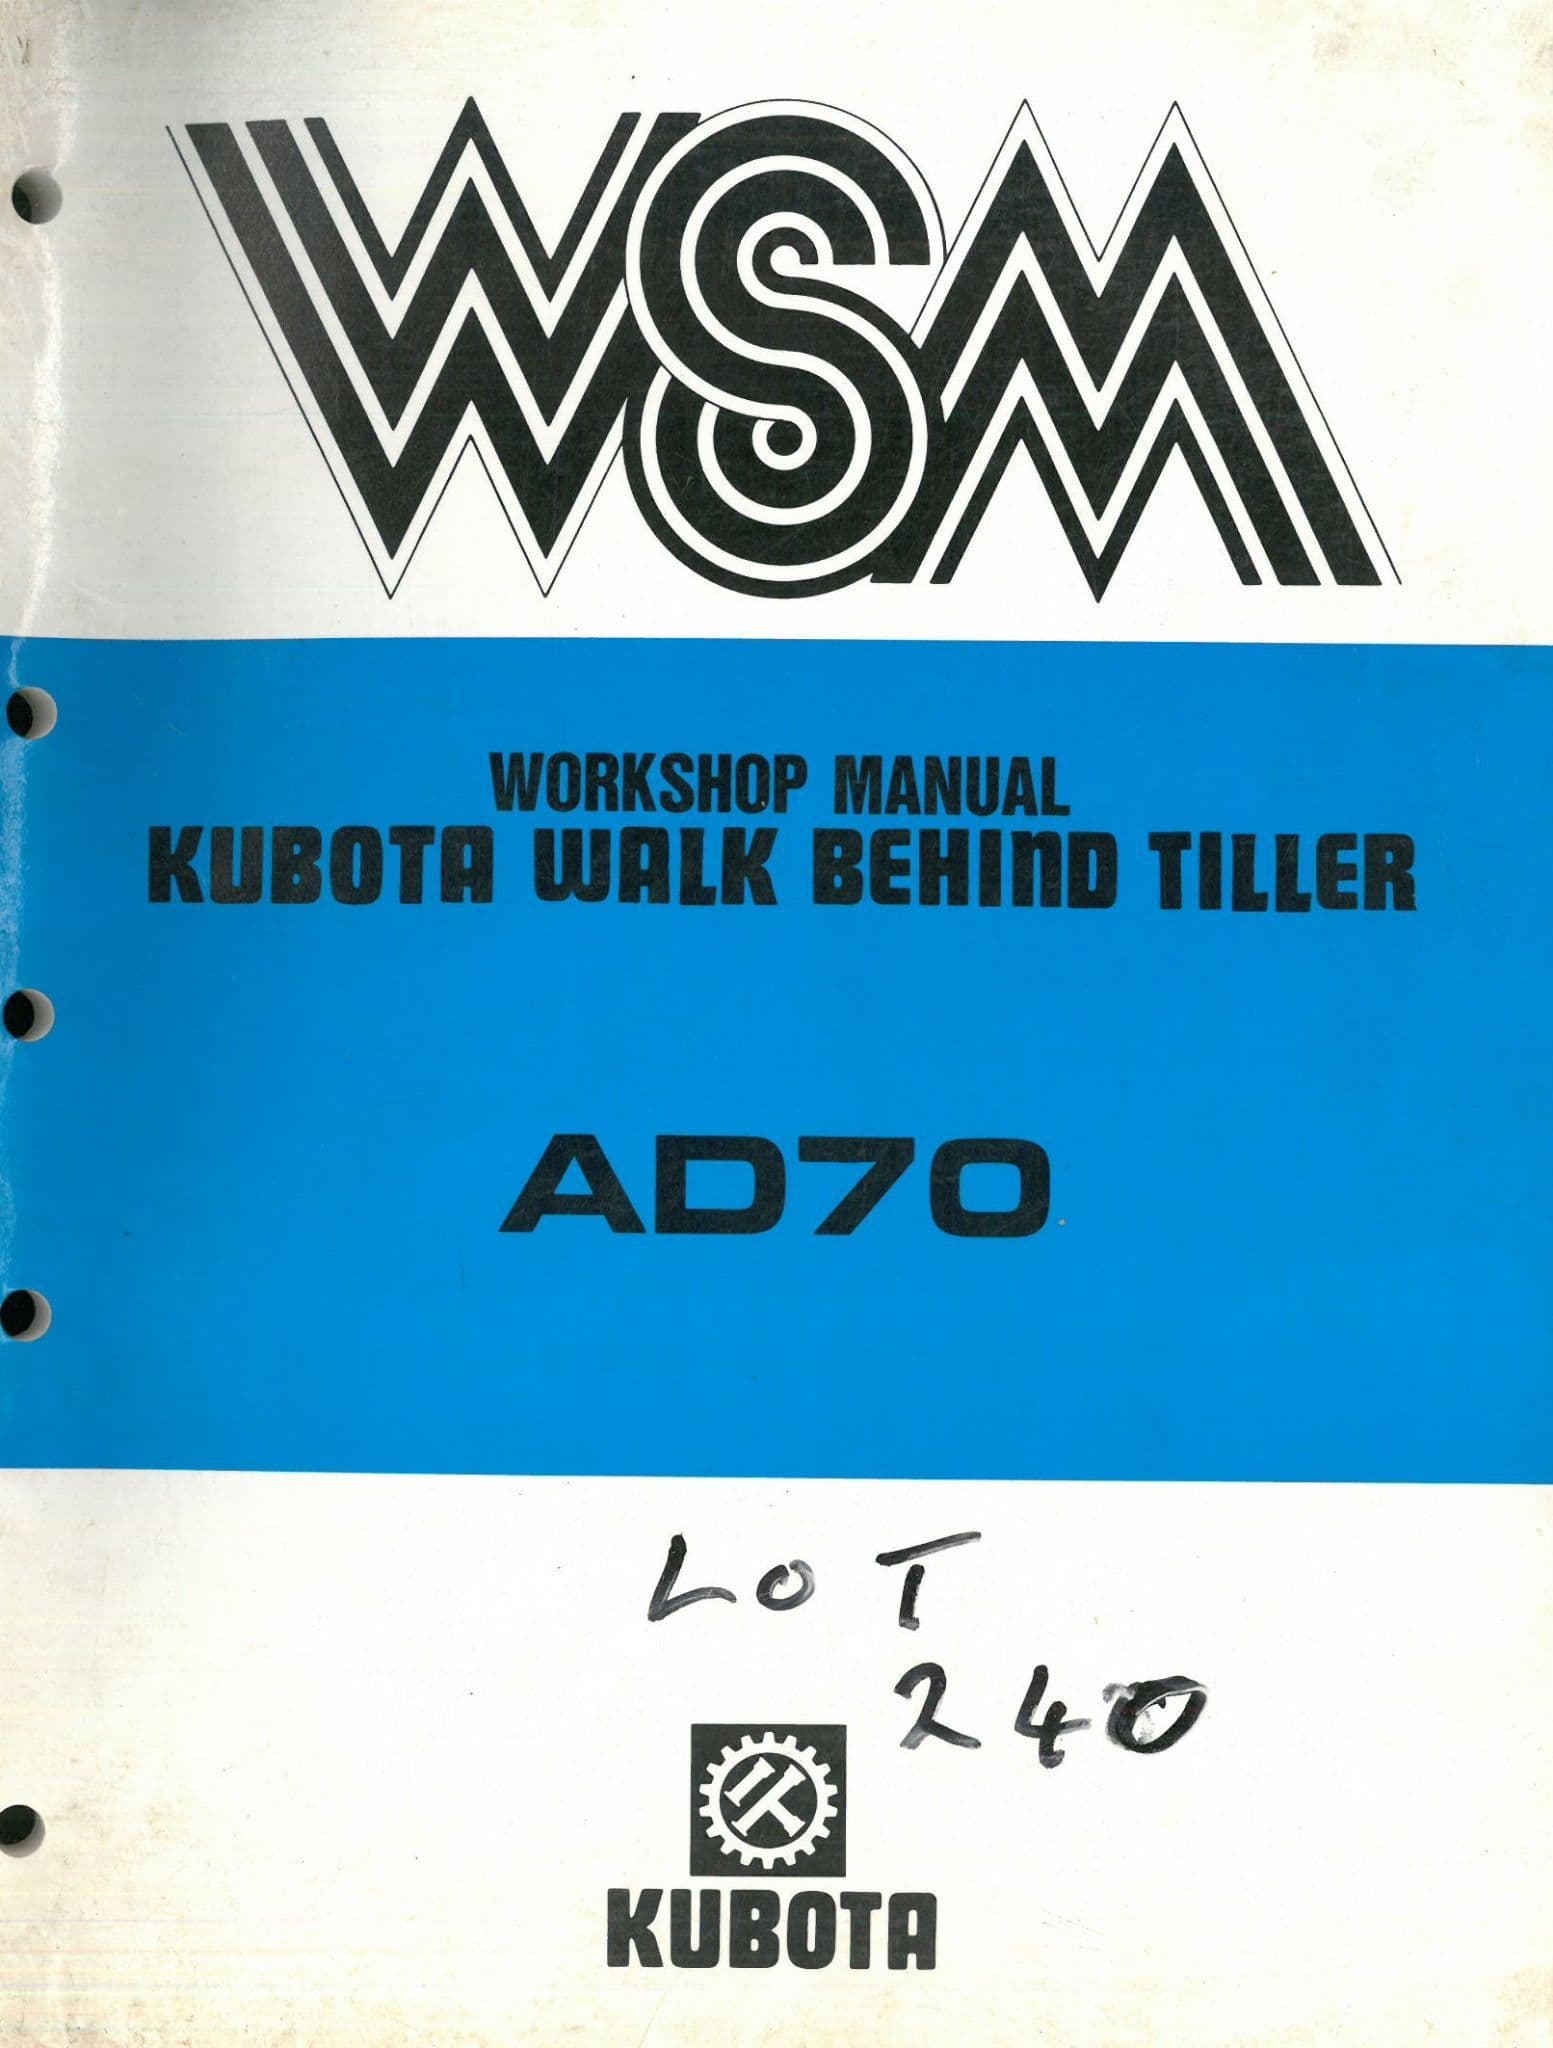 WSM
WORKSHOP MANUAL
KUBOTA WALK BEHIND TILLER
AD70
LOT
240
KUBOTA